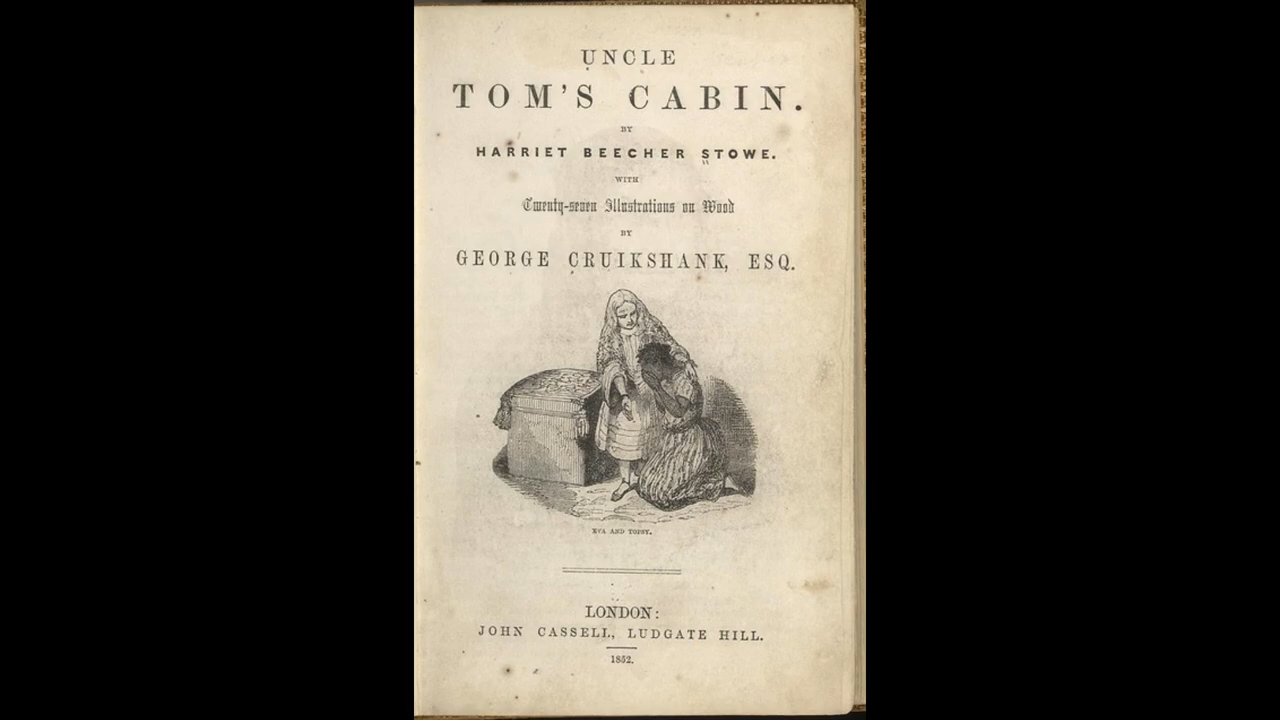 UNCLE
TOM'S CABIN.
BY
HARRIET BEECHER STOWE.
WITH
Twenty-seven Illustrations on Wood
BY
GEORGE CRUIKSHANK, ESQ.
EVA AND TOPSY.
LONDON:
JOHN CASSELL, LUDGATE HILL.
1852.